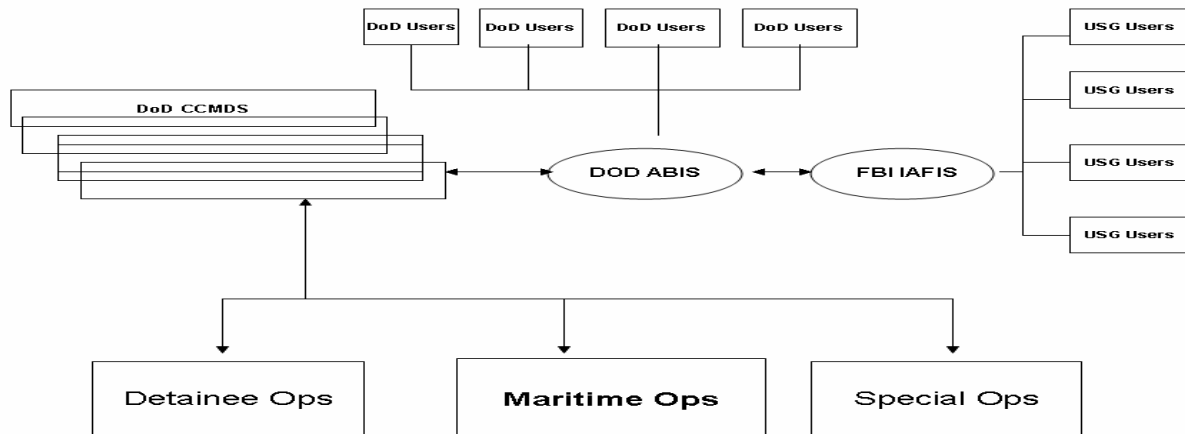 DoD Users
DoD Users
DoD Users
DoD Users
USG Users
USG Users
USG Users
USG Users
DoD CCMDS
DOD ABIS
FBI IAFIS
Detainee Ops
Maritime Ops
Special Ops